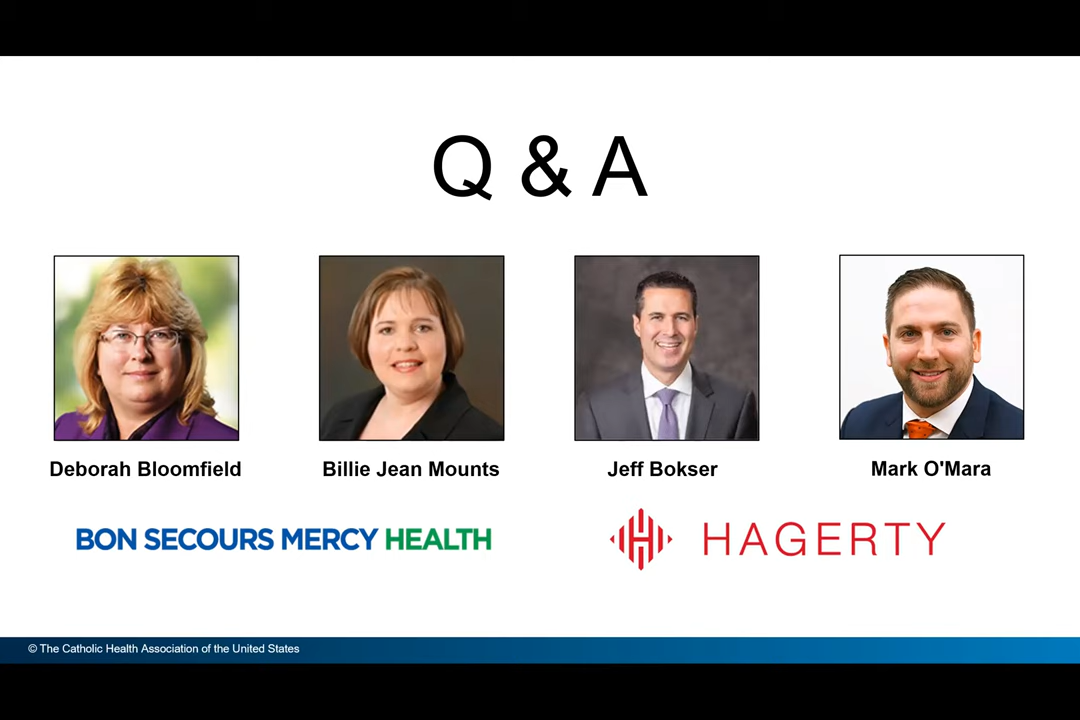 Q & A
Deborah Bloomfield
Billie Jean Mounts
Jeff Bokser
Mark O'Mara
BON SECOURS MERCY HEALTH
HAGERTY
© The Catholic Health Association of the United States